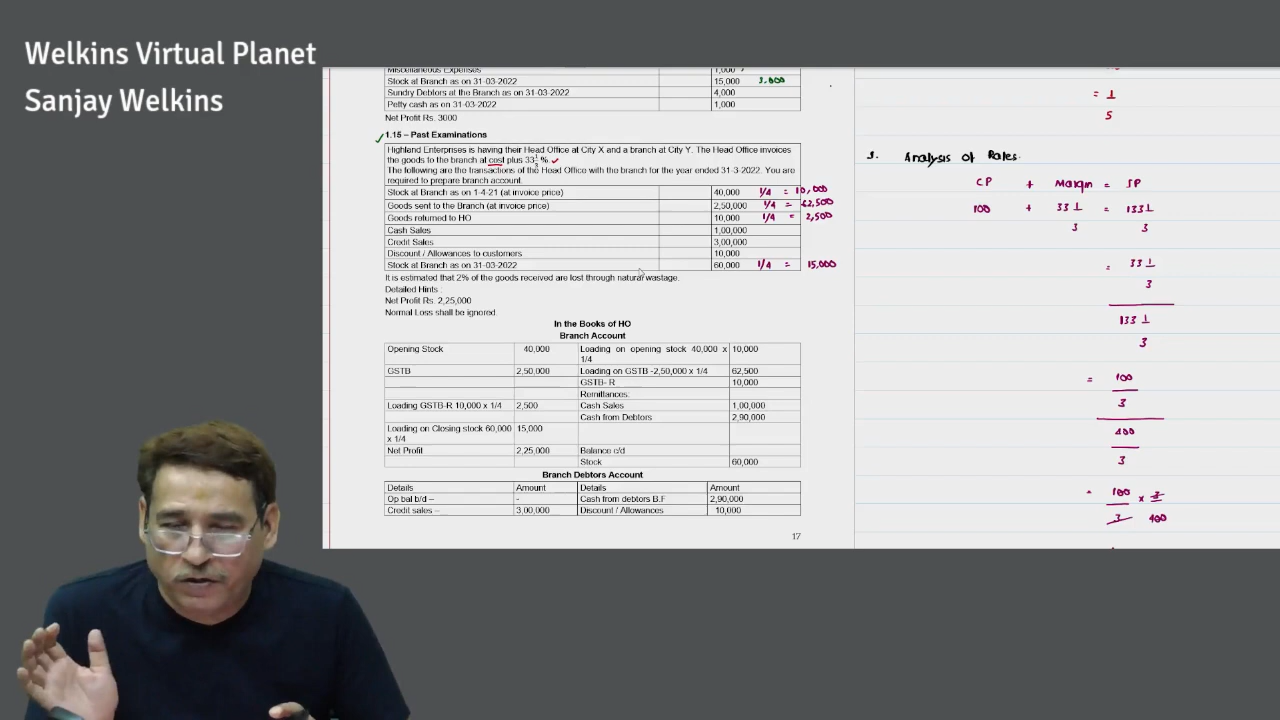 Welkins Virtual Planet
Sanjay Welkins
Miscellaneous Expenses 1,000
Stock at Branch as on 31-03-2022 15,000 3,000
Sundry Debtors at the Branch as on 31-03-2022 4,000
Petty cash as on 31-03-2022 1,000
Net Profit Rs. 3000
✓1.15 – Past Examinations
Highland Enterprises is having their Head Office at City X and a branch at City Y. The Head Office invoices
the goods to the branch at cost plus 33 1/3 % ✓
The following are the transactions of the Head Office with the branch for the year ended 31-3-2022. You are
required to prepare branch account.
Stock at Branch as on 1-4-21 (at invoice price) 40,000 1/4 = 10,000
Goods sent to the Branch (at invoice price) 2,50,000 1/4 = 62,500
Goods returned to HO 10,000 1/4 = 2,500
Cash Sales 1,00,000
Credit Sales 3,00,000
Discount / Allowances to customers 10,000
Stock at Branch as on 31-03-2022 60,000 1/4 = 15,000
It is estimated that 2% of the goods received are lost through natural wastage.
Detailed Hints :
Net Profit Rs. 2,25,000
Normal Loss shall be ignored.
In the Books of HO
Branch Account
Opening Stock 40,000 Loading on opening stock 40,000 x 10,000
1/4
GSTB 2,50,000 Loading on GSTB -2,50,000 x 1/4 62,500
GSTB- R 10,000
Remittances:
Loading GSTB-R 10,000 x 1/4 2,500 Cash Sales 1,00,000
Cash from Debtors 2,90,000
Loading on Closing stock 60,000 15,000
x 1/4
Net Profit 2,25,000 Balance c/d
Stock 60,000
Branch Debtors Account
Details Amount Details Amount
Op bal b/d – - Cash from debtors B.F 2,90,000
Credit sales – 3,00,000 Discount / Allowances 10,000
17
= 1
5
3. Analysis of Rates.
CP + Margin = SP
100 + 33 1 = 133 1
3 3
= 33 1
3
133 1
3
= 100
3
400
3
= 100 x 3
3 400